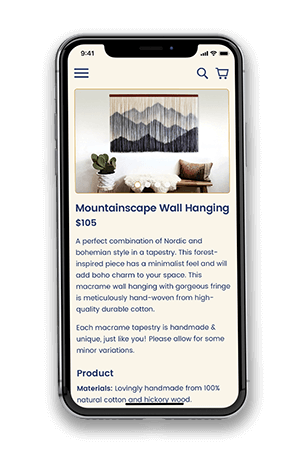 9:41
Mountainscape Wall Hanging
$105
A perfect combination of Nordic and
bohemian style in a tapestry. This forest-
inspired piece has a minimalist feel and will
add boho charm to your space. This
macrame wall hanging with gorgeous fringe
is meticulously hand-woven from high-
quality durable cotton.
Each macrame tapestry is handmade &
unique, just like you! Please allow for some
minor variations.
Product
Materials: Lovingly handmade from 100%
natural cotton and hickory wood.